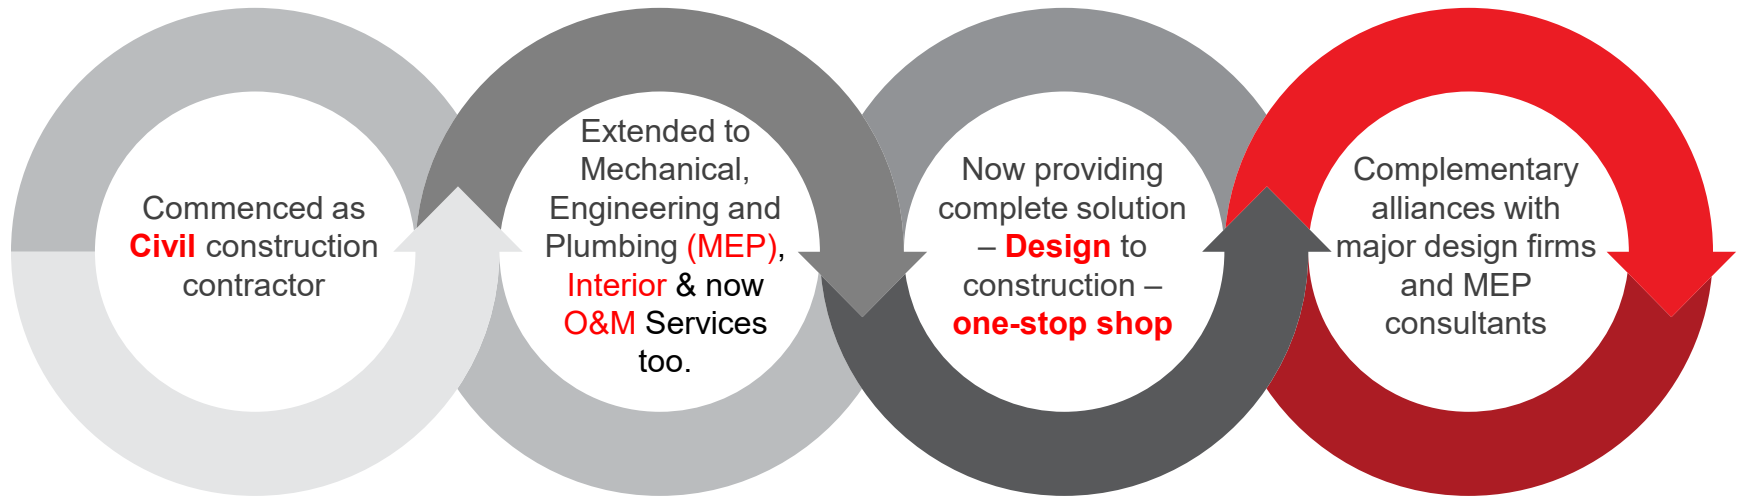 Commenced as
Civil construction
contractor
Extended to
Mechanical,
Engineering and
Plumbing (MEP),
Interior & now
O&M Services
too.
Now providing
complete solution
– Design to
construction –
one-stop shop
Complementary
alliances with
major design firms
and MEP
consultants